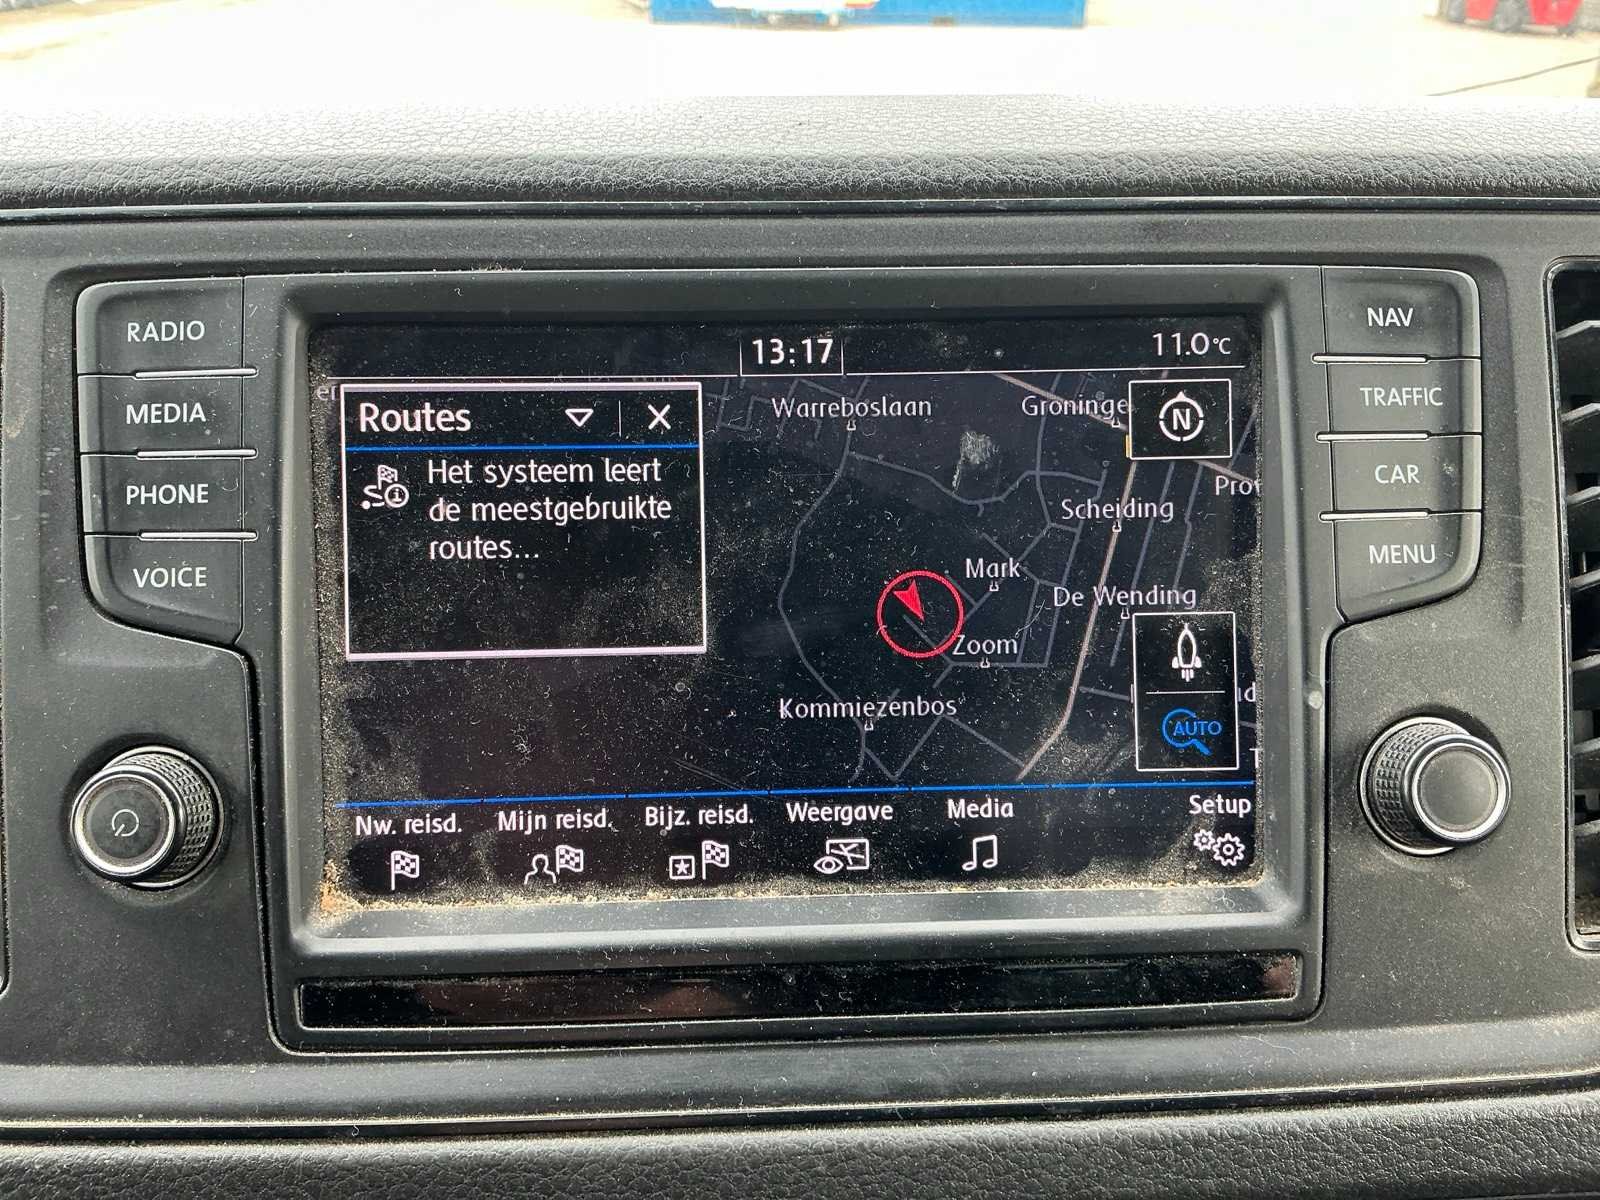 RADIO
MEDIA
PHONE
VOICE
13:17
11.0°C
Routes
Het systeem leert
de meestgebruikte
routes...
Warreboslaan
Groninge
N
Scheiding
Mark
De Wending
Zoom
Kommiezenbos
AUTO
Nw. reisd.
Mijn reisd.
Bijz. reisd.
Weergave
Media
Setup
NAV
TRAFFIC
CAR
MENU